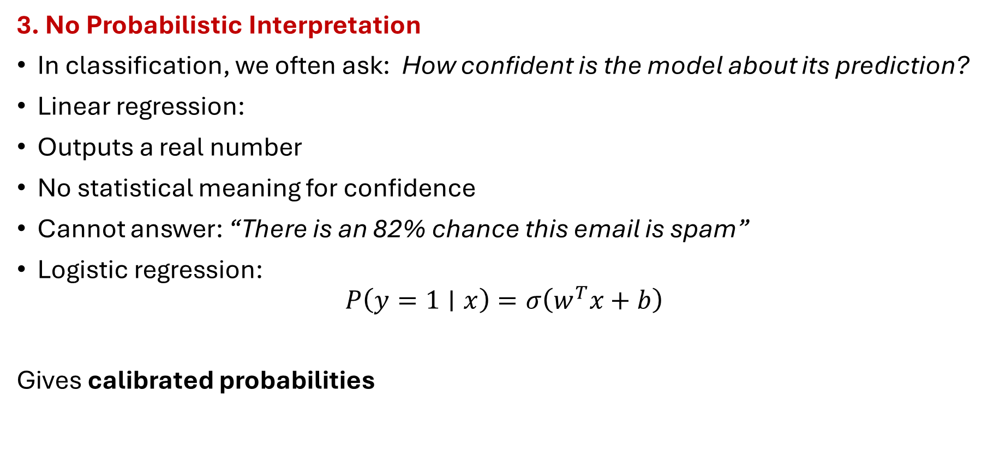 3. No Probabilistic Interpretation
• In classification, we often ask:  How confident is the model about its prediction?
• Linear regression:
• Outputs a real number
• No statistical meaning for confidence
• Cannot answer: “There is an 82% chance this email is spam”
• Logistic regression:
P(y = 1 | x) = σ(wᵀx + b)
Gives calibrated probabilities